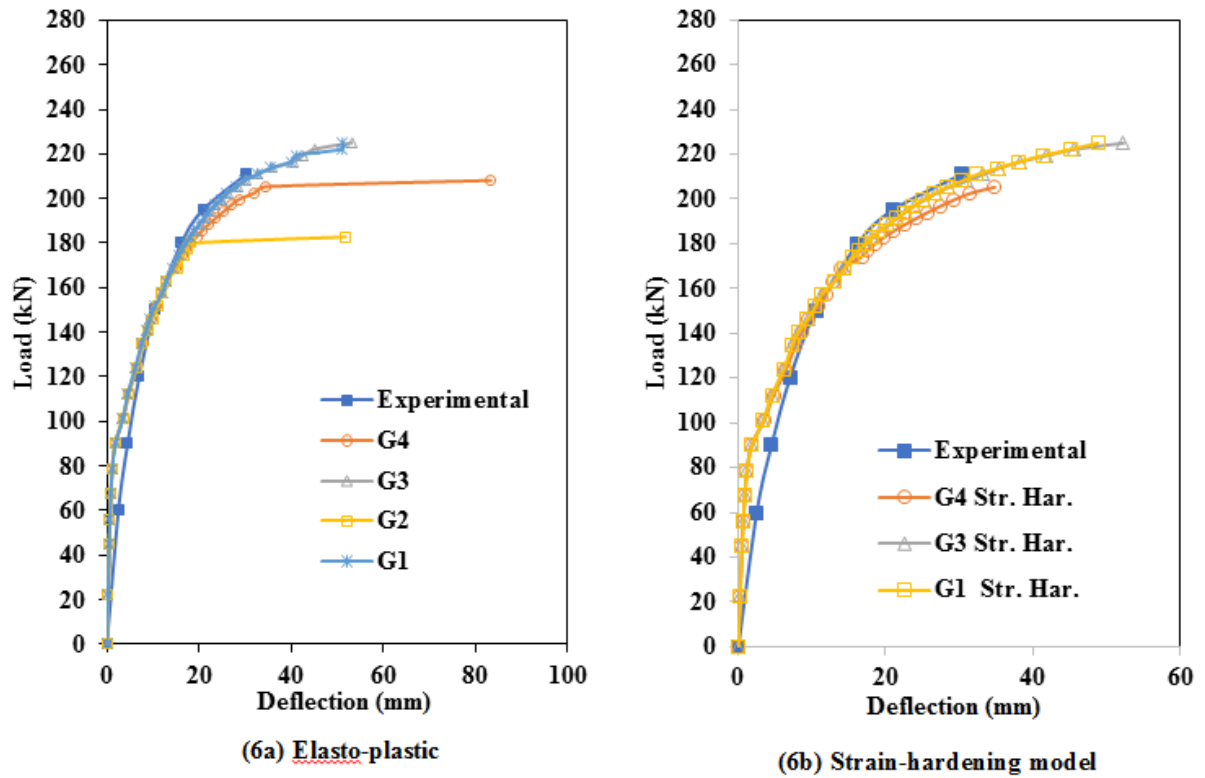 280
260
240
220
200
180
160
140
120
100
80
60
40
20
0
Load (kN)
Experimental
G4
G3
G2
G1
0
20
40
60
80
100
Deflection (mm)
(6a) Elasto-plastic
280
260
240
220
200
180
160
140
120
100
80
60
40
20
0
Load (kN)
Experimental
G4 Str. Har.
G3 Str. Har.
G1 Str. Har.
0
20
40
60
Deflection (mm)
(6b) Strain-hardening model